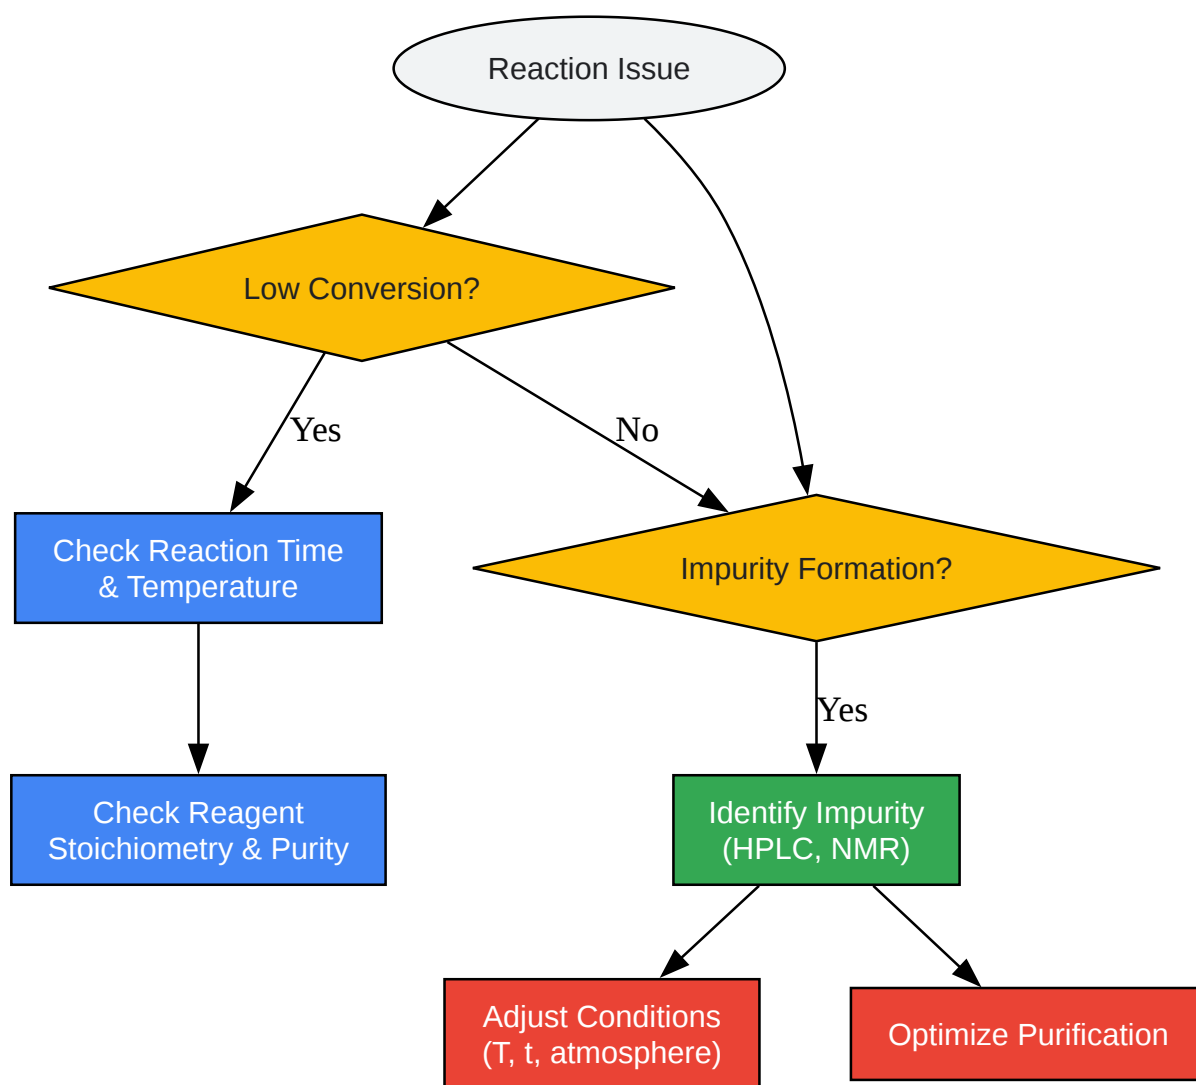 Reaction Issue
Low Conversion?
Yes
No
Check Reaction Time
& Temperature
Impurity Formation?
Yes
Check Reagent
Stoichiometry & Purity
Identify Impurity
(HPLC, NMR)
Adjust Conditions
(T, t, atmosphere)
Optimize Purification